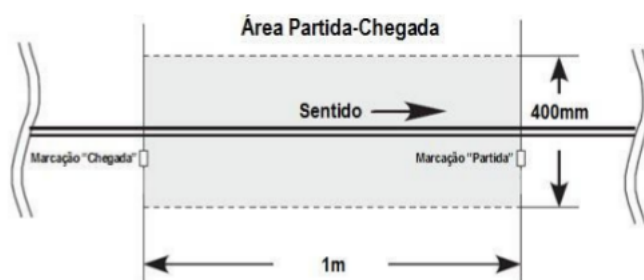 Área Partida-Chegada
Sentido
400mm
Marcação "Chegada"
Marcação "Partida"
1m